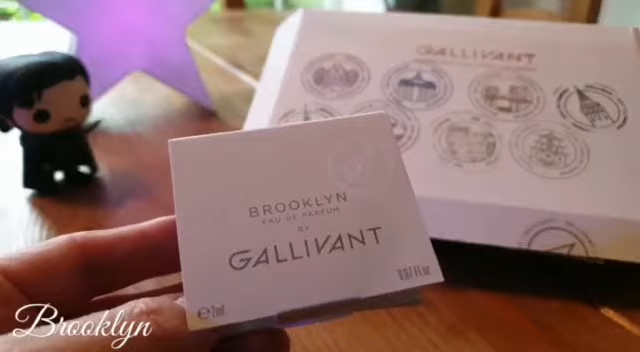 GALLIVANT
BROOKLYN
EAU DE PARFUM
BY
GALLIVANT
℮2ml
0.07 Fl.oz
Brooklyn